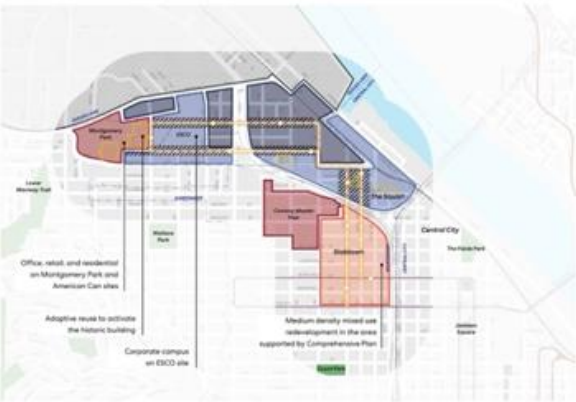 Montgomery
Park
ESCO
Lower
Macleay Trail
Wallace
Park
Conway Master
Plan
Slabtown
The Square
Central City
The Fields Park
Jamison
Square
Office, retail, and residential
on Montgomery Park and
American Can sites
Adaptive reuse to activate
the historic building
Corporate campus
on ESCO site
Medium density mixed use
redevelopment in the area
supported by Comprehensive Plan